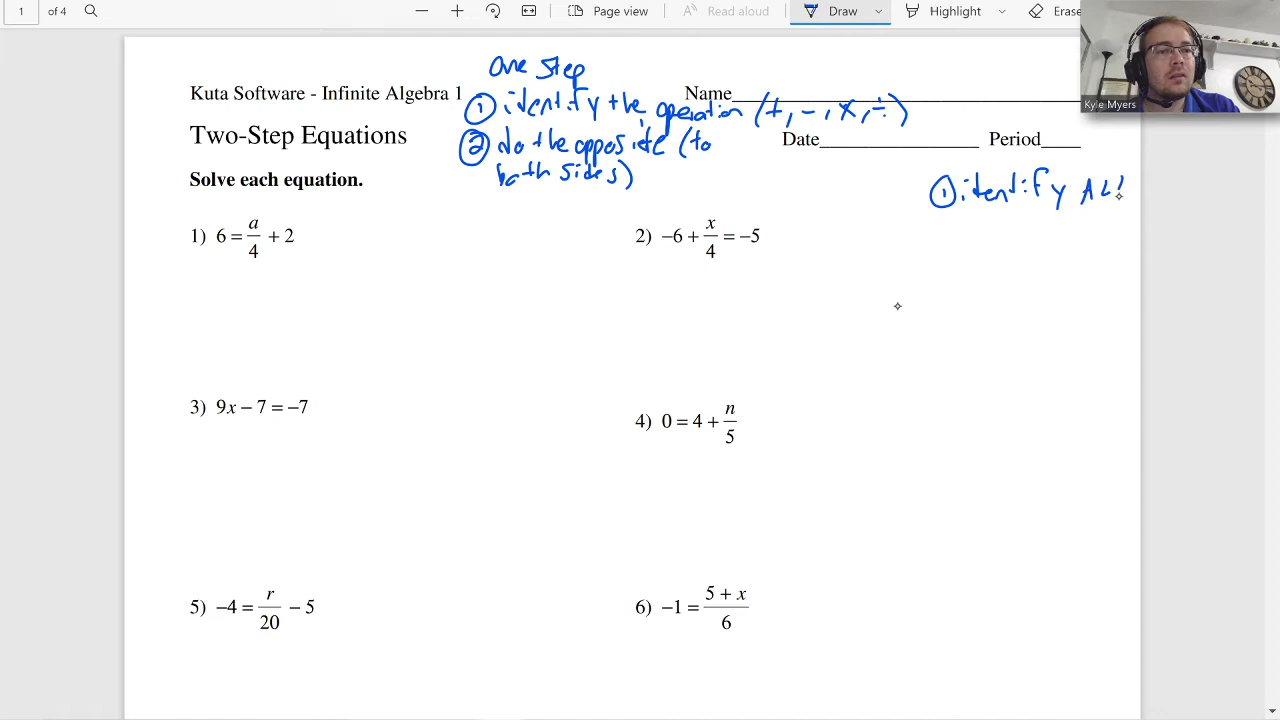 1 of 4 Page view Read aloud Draw Highlight Erase
Kyle Myers
One Step
Kuta Software - Infinite Algebra 1 Name
① identify the operation (+, -, x, ÷)
Two-Step Equations Date Period
② do the opposite (to
both sides)
Solve each equation.
① identify ALL
1) 6 = a/4 + 2
2) −6 + x/4 = −5
3) 9x − 7 = −7
4) 0 = 4 + n/5
5) −4 = r/20 − 5
6) −1 = (5 + x)/6